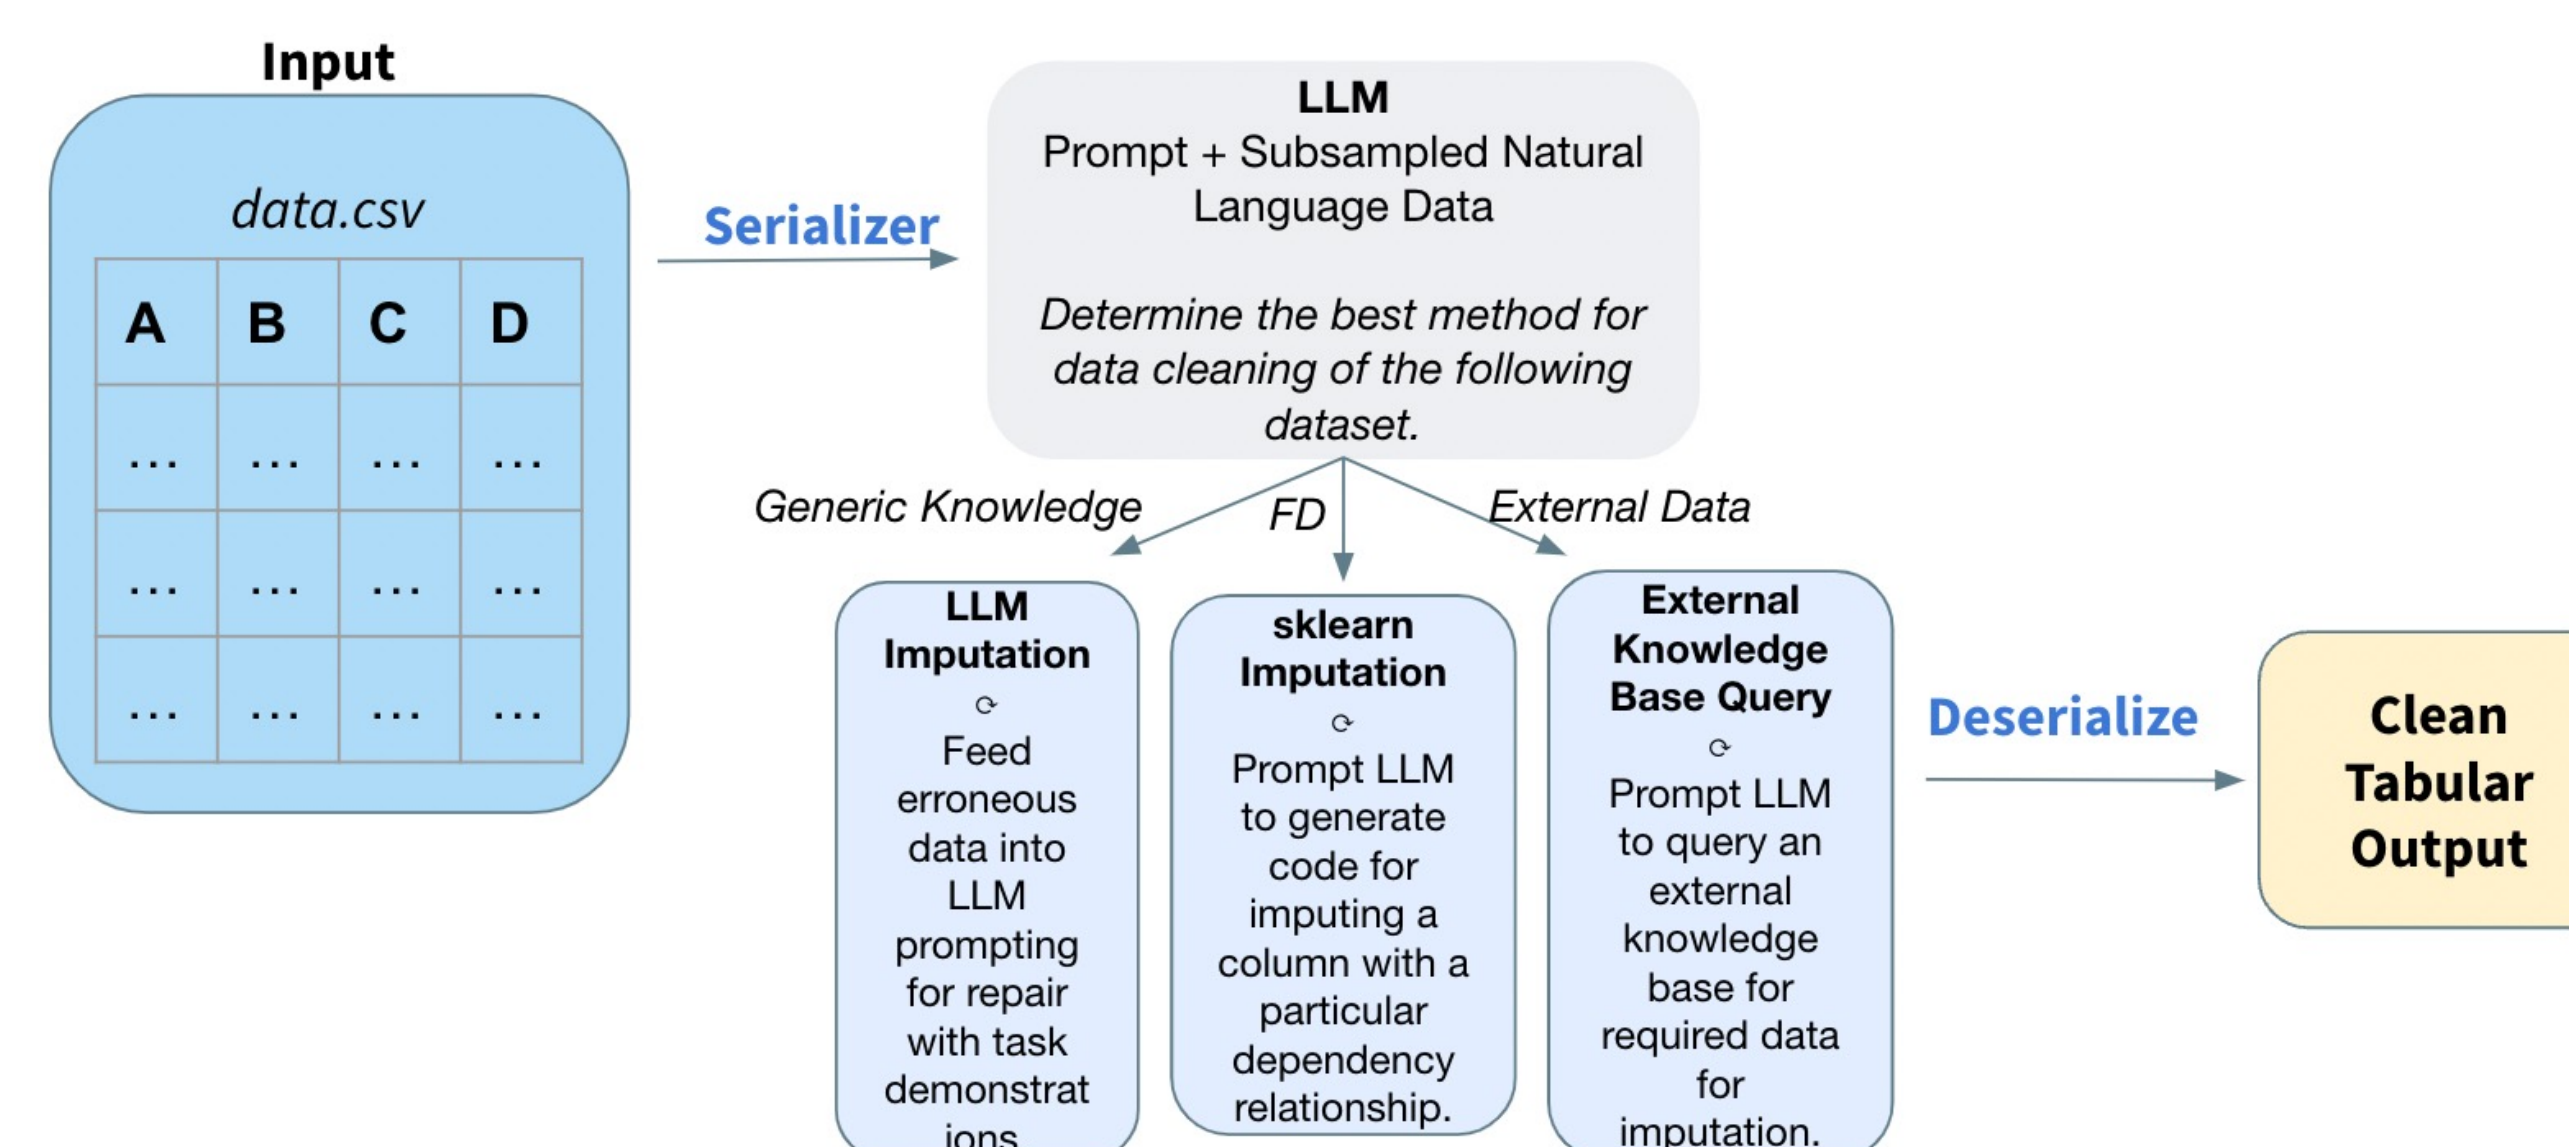 Input
data.csv
A B C D
... ... ... ...
... ... ... ...
... ... ... ...
Serializer
LLM
Prompt + Subsampled Natural
Language Data
Determine the best method for
data cleaning of the following
dataset.
Generic Knowledge
FD
External Data
LLM
Imputation
⟳
Feed
erroneous
data into
LLM
prompting
for repair
with task
demonstrat
ions
sklearn
Imputation
⟳
Prompt LLM
to generate
code for
imputing a
column with a
particular
dependency
relationship.
External
Knowledge
Base Query
⟳
Prompt LLM
to query an
external
knowledge
base for
required data
for
imputation.
Deserialize
Clean
Tabular
Output